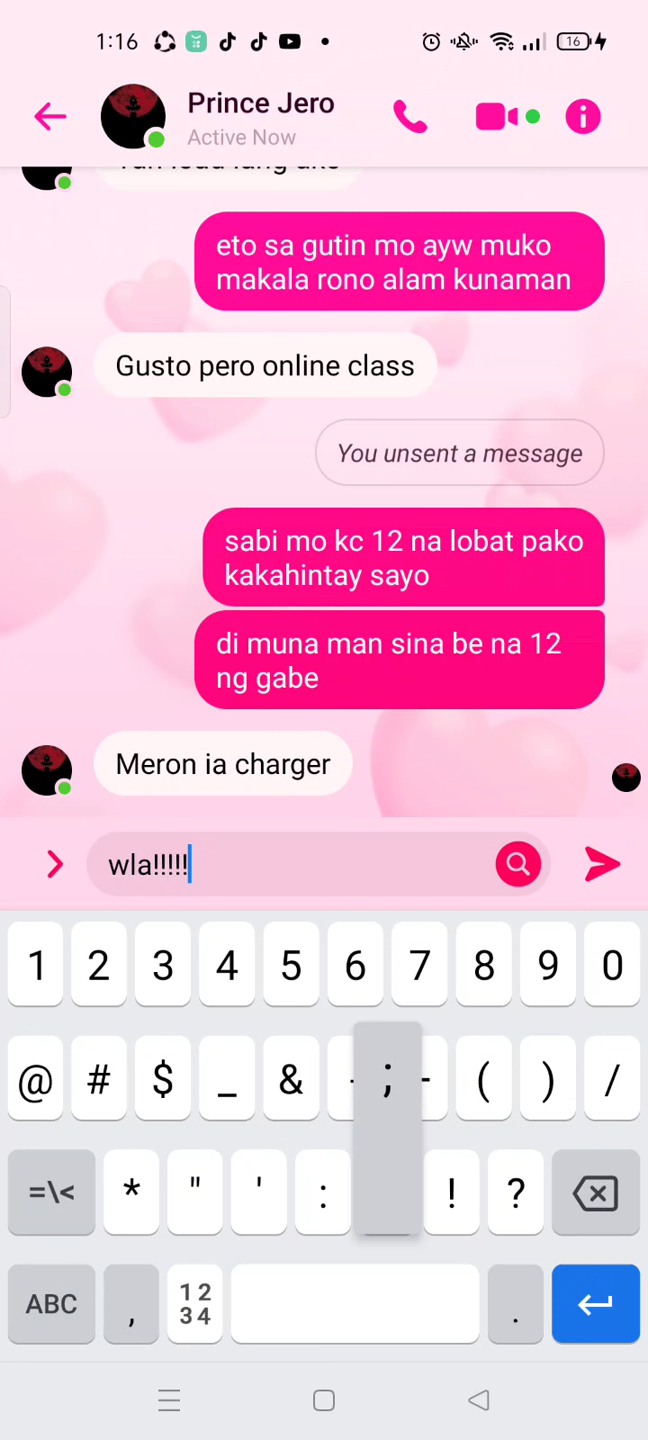 1:16
16
Prince Jero
Active Now
eto sa gutin mo ayw muko
makala rono alam kunaman
Gusto pero online class
You unsent a message
sabi mo kc 12 na lobat pako
kakahintay sayo
di muna man sina be na 12
ng gabe
Meron ia charger
wla!!!!!
1 2 3 4 5 6 7 8 9 0
@ # $ _ & ; - ( ) /
=\< * " ' : ! ?
ABC , 1 2 3 4 .